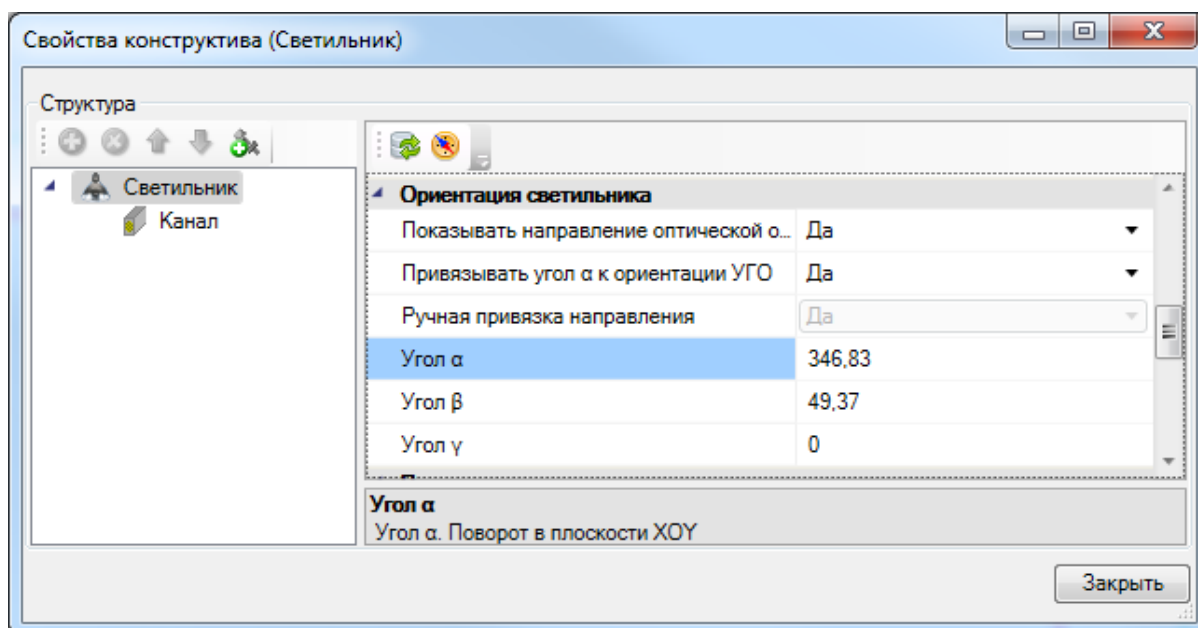 Свойства конструктива (Светильник)
Структура
Светильник
Канал
Ориентация светильника
Показывать направление оптической о... Да
Привязывать угол α к ориентации УГО Да
Ручная привязка направления Да
Угол α 346,83
Угол β 49,37
Угол γ 0
Угол α
Угол α. Поворот в плоскости XOY
Закрыть